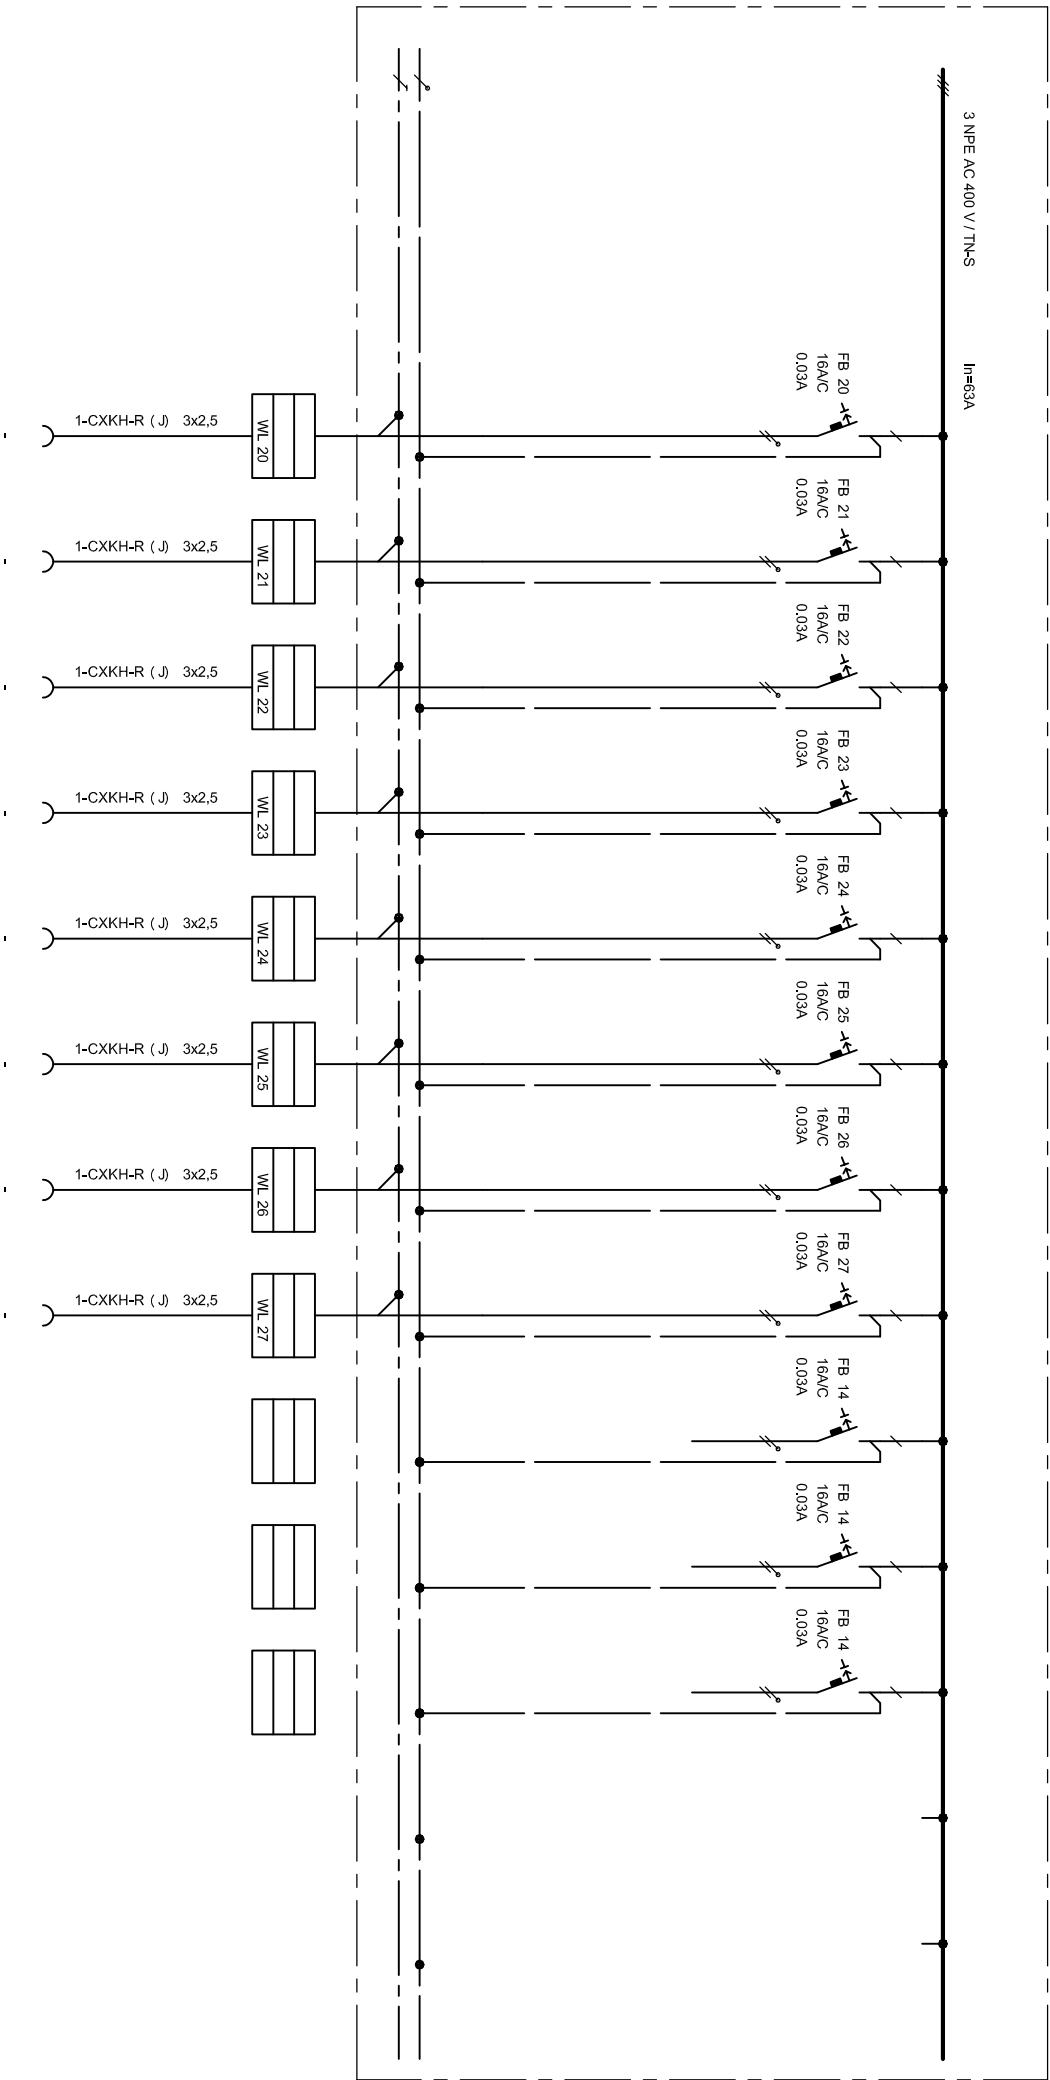 3 NPE AC 400 V / TN-S
In=63A
FB 20
16A/C
0.03A
1-CXKH-R ( J) 3x2,5
WL 20
FB 21
16A/C
0.03A
1-CXKH-R ( J) 3x2,5
WL 21
FB 22
16A/C
0.03A
1-CXKH-R ( J) 3x2,5
WL 22
FB 23
16A/C
0.03A
1-CXKH-R ( J) 3x2,5
WL 23
FB 24
16A/C
0.03A
1-CXKH-R ( J) 3x2,5
WL 24
FB 25
16A/C
0.03A
1-CXKH-R ( J) 3x2,5
WL 25
FB 26
16A/C
0.03A
1-CXKH-R ( J) 3x2,5
WL 26
FB 27
16A/C
0.03A
1-CXKH-R ( J) 3x2,5
WL 27
FB 14
16A/C
0.03A
FB 14
16A/C
0.03A
FB 14
16A/C
0.03A